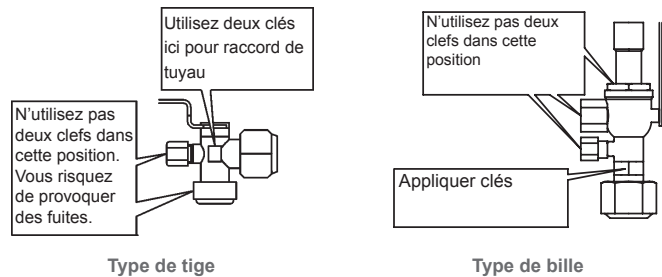 Utilisez deux clés
ici pour raccord de
tuyau
N'utilisez pas
deux clefs dans
cette position.
Vous risquez
de provoquer
des fuites.
Type de tige
N'utilisez pas deux
clefs dans cette
position
Appliquer clés
Type de bille